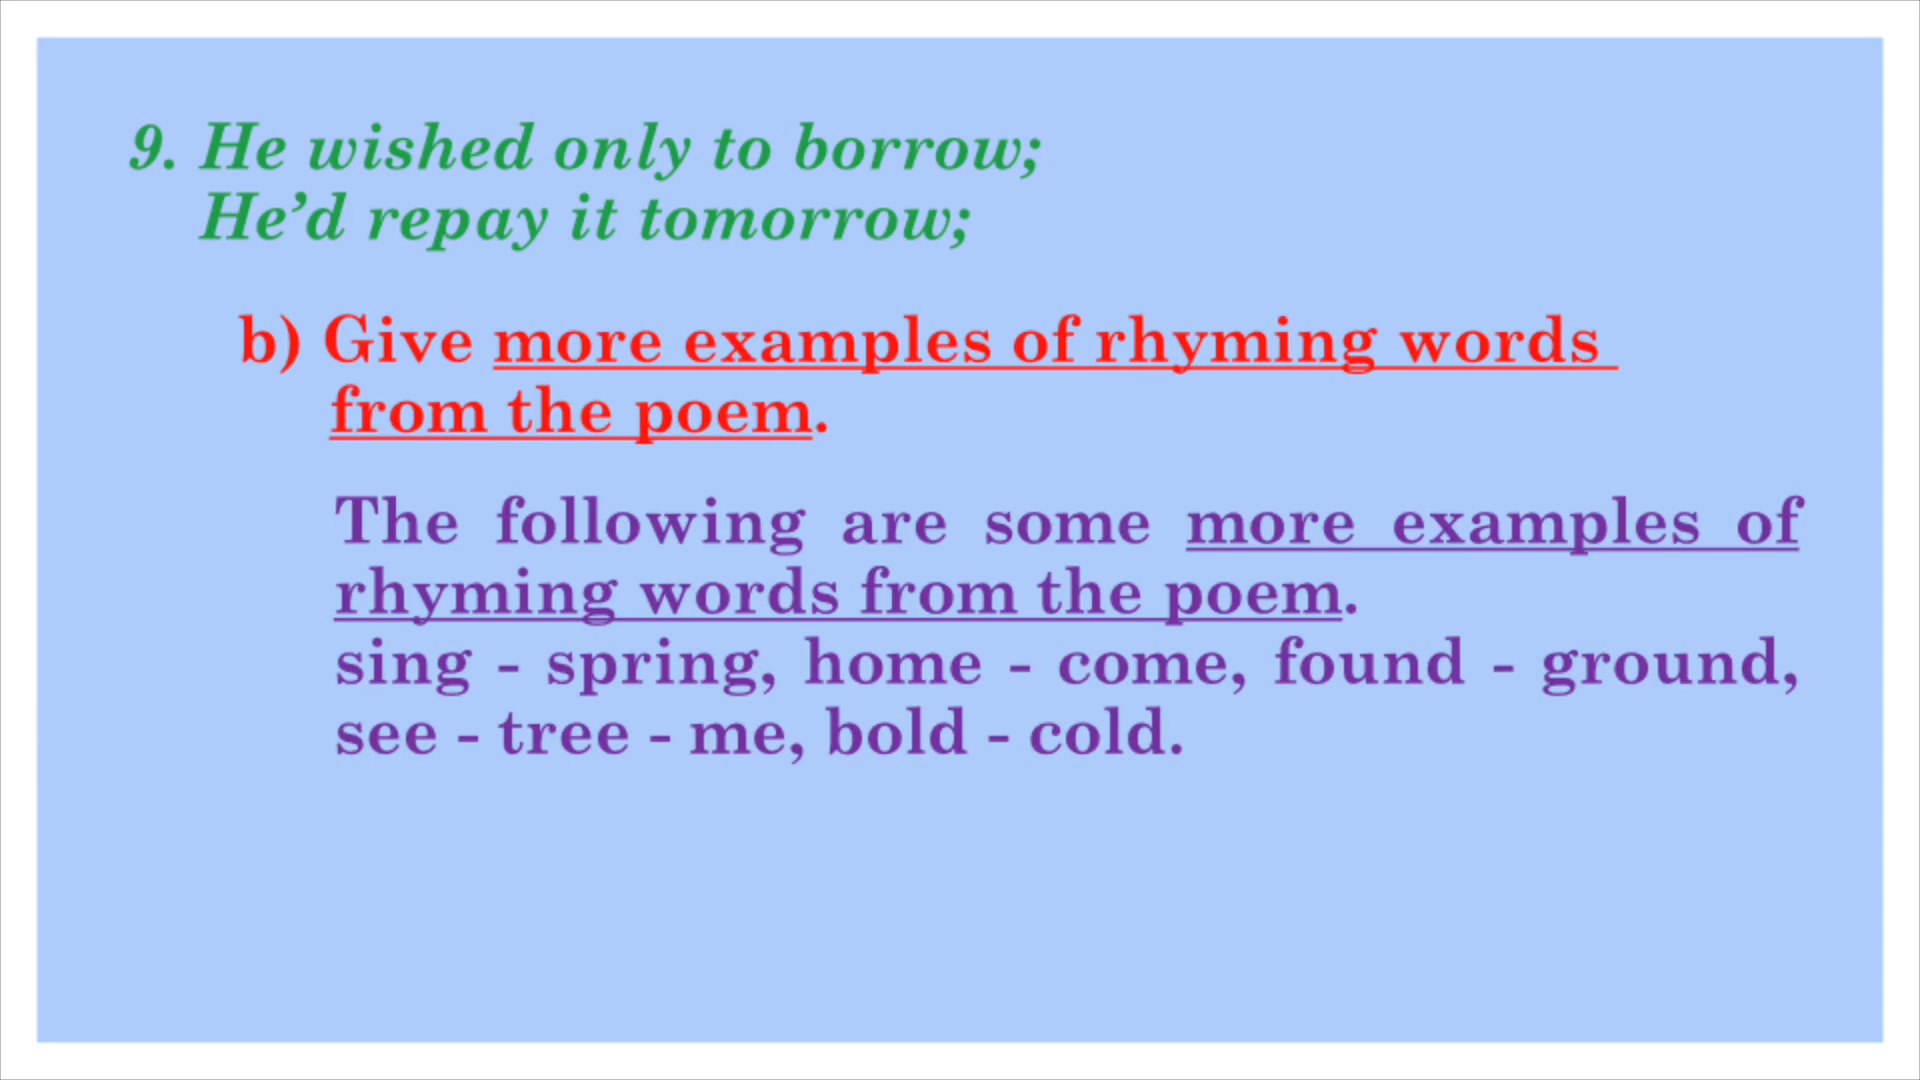 9. He wished only to borrow;
He’d repay it tomorrow;
b) Give more examples of rhyming words
from the poem.
The following are some more examples of
rhyming words from the poem.
sing - spring, home - come, found - ground,
see - tree - me, bold - cold.